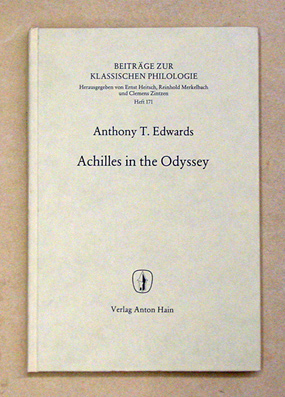 BEITRÄGE ZUR
KLASSISCHEN PHILOLOGIE
Herausgegeben von Ernst Heitsch, Reinhold Merkelbach
und Clemens Zintzen
Heft 171
Anthony T. Edwards
Achilles in the Odyssey
Verlag Anton Hain